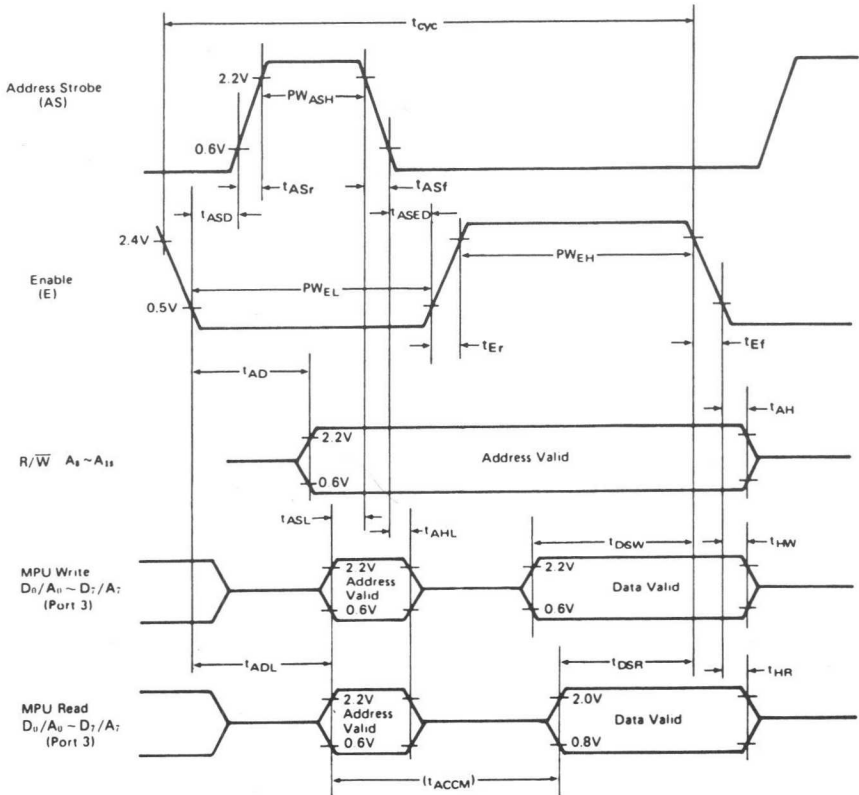 tcyc
Address Strobe
(AS)
2.2V
PWASH
0.6V
tASr
tASf
tASD
tASED
2.4V
Enable
(E)
PWEH
PWEL
0.5V
tEr
tEf
tAD
tAH
2.2V
R/W̅ A8 ~ A15
Address Valid
0.6V
tASL
tAHL
tDSW
tHW
MPU Write
D0/A0 ~ D7/A7
(Port 3)
2.2V
Address
Valid
0.6V
2.2V
Data Valid
0.6V
tADL
tDSR
tHR
MPU Read
D0/A0 ~ D7/A7
(Port 3)
2.2V
Address
Valid
0.6V
2.0V
Data Valid
0.8V
(tACCM)